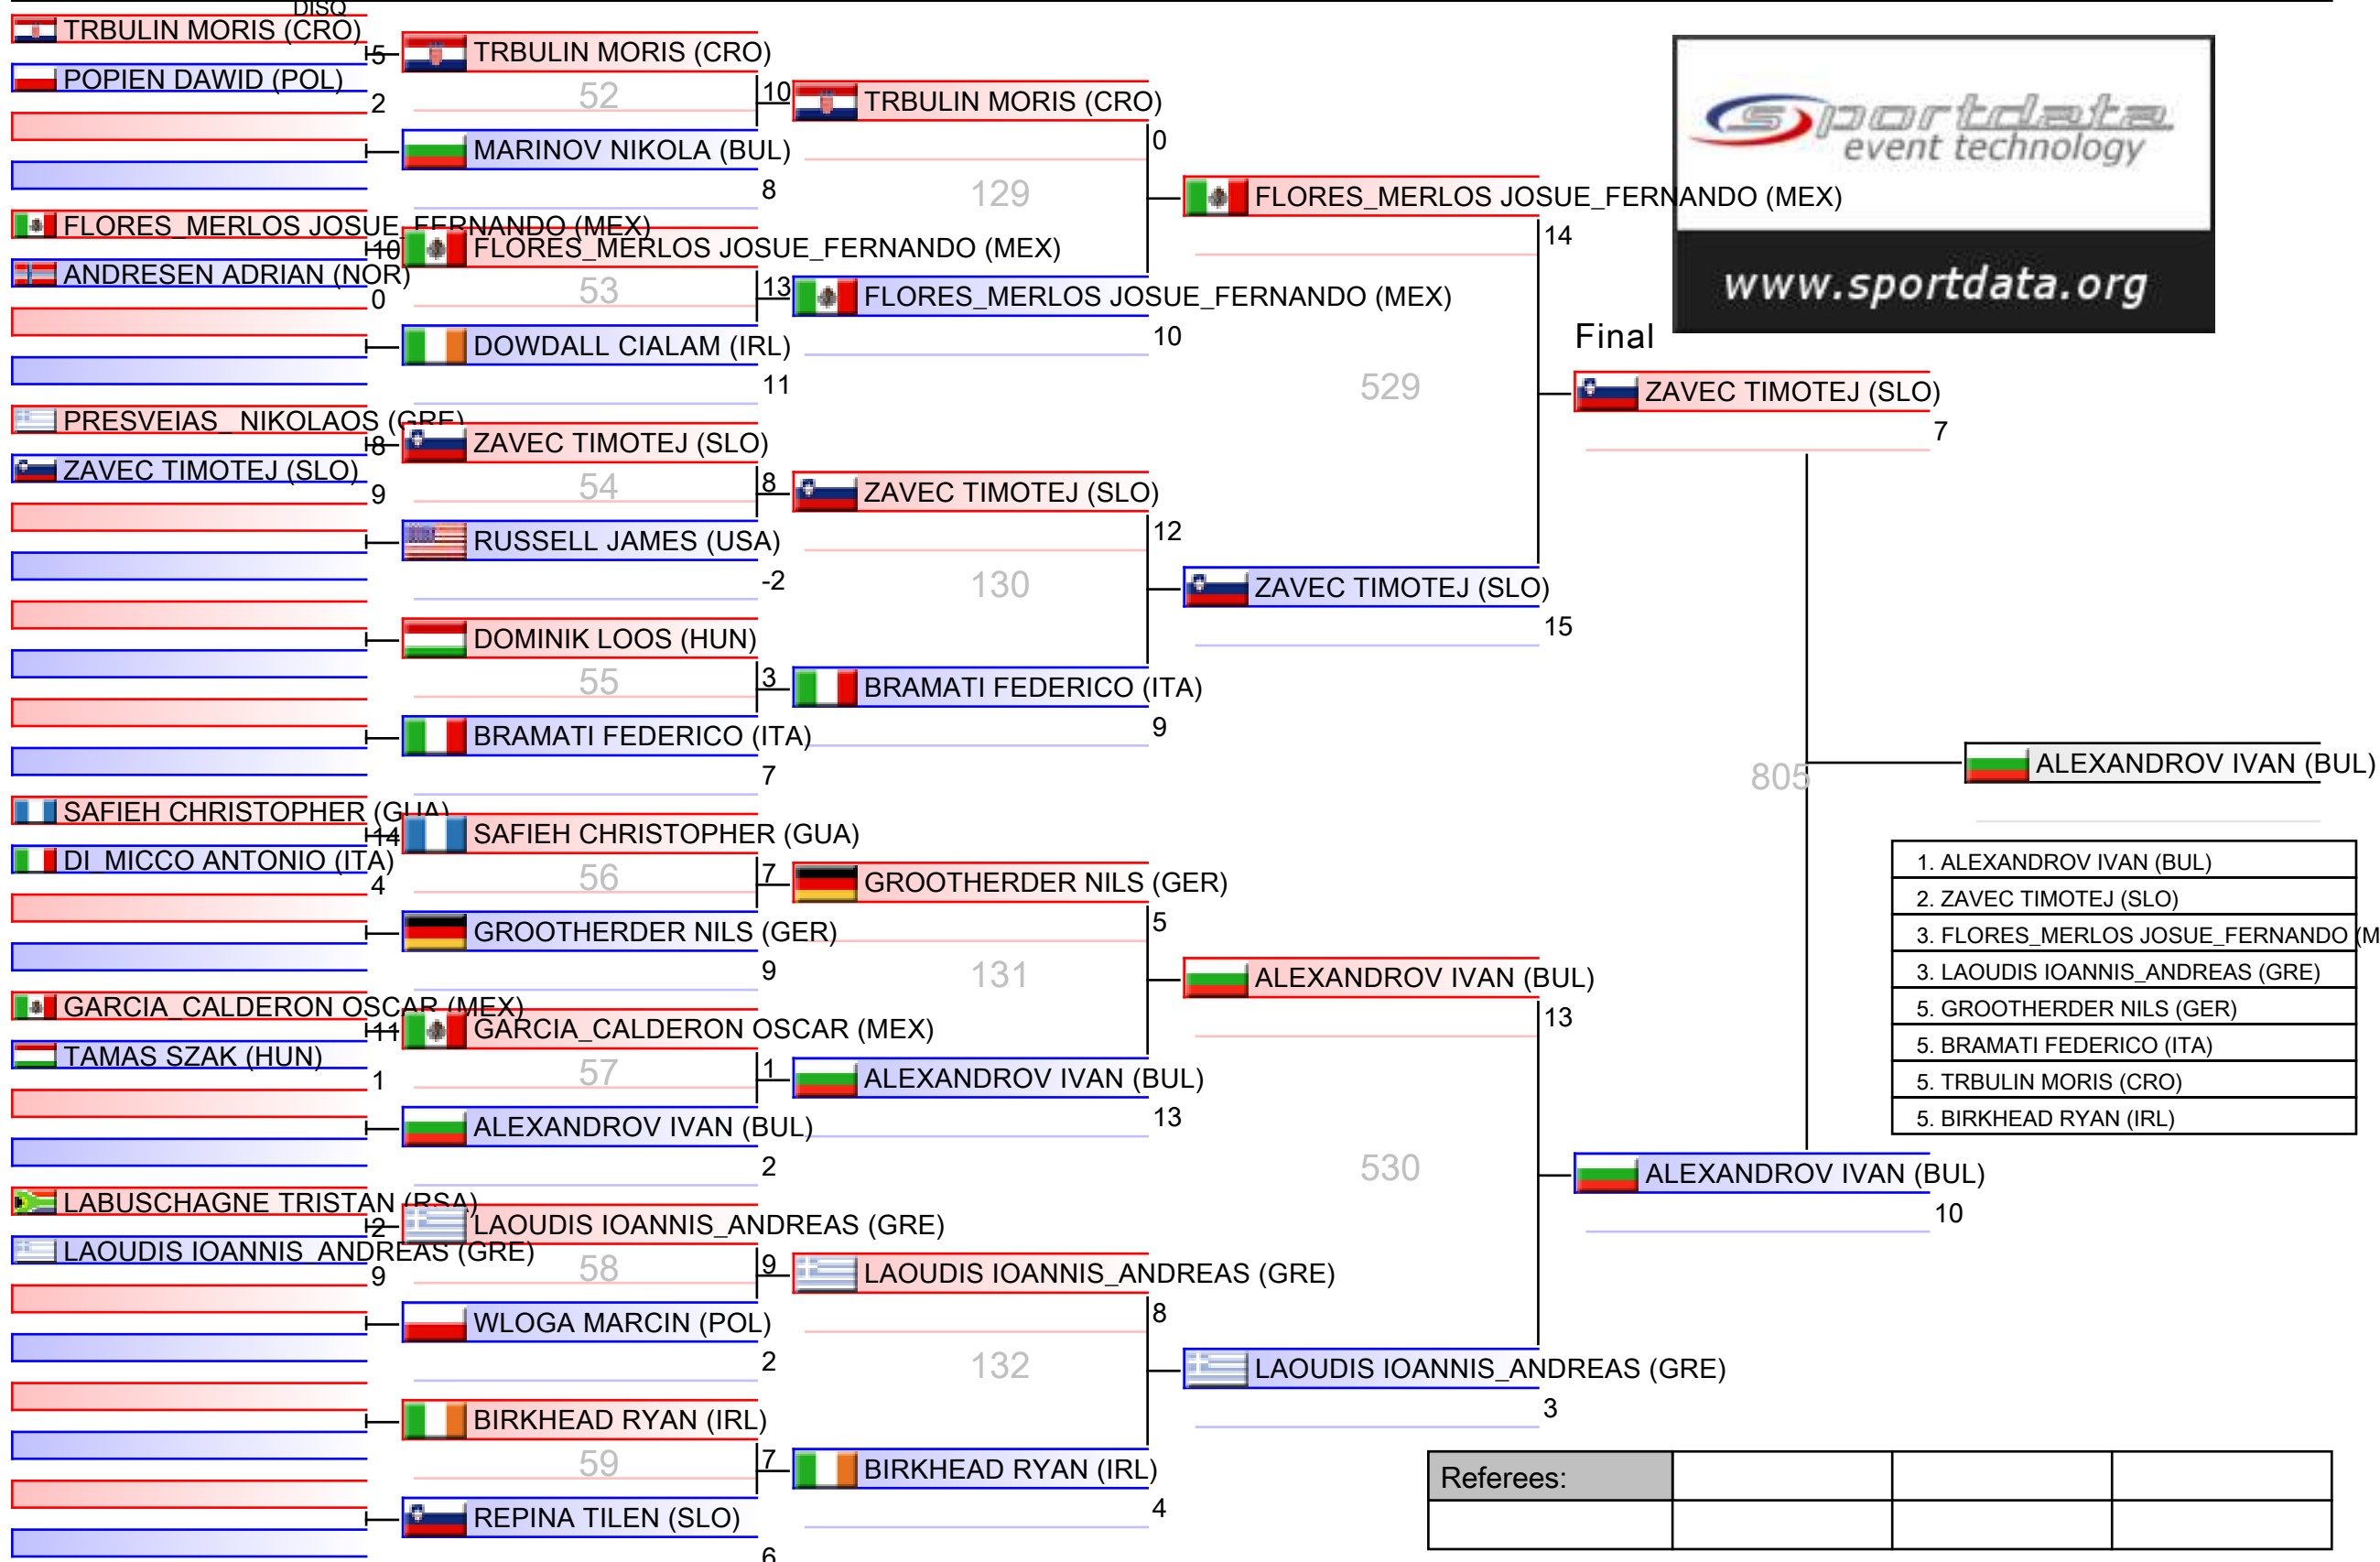 DISQ
TRBULIN MORIS (CRO)
5
POPIEN DAWID (POL)
2
FLORES_MERLOS JOSUE_FERNANDO (MEX)
10
ANDRESEN ADRIAN (NOR)
0
PRESVEIAS_ NIKOLAOS (GRE)
8
ZAVEC TIMOTEJ (SLO)
9
SAFIEH CHRISTOPHER (GUA)
14
DI_MICCO ANTONIO (ITA)
4
GARCIA_CALDERON OSCAR (MEX)
11
TAMAS SZAK (HUN)
1
LABUSCHAGNE TRISTAN (RSA)
2
LAOUDIS IOANNIS_ANDREAS (GRE)
9
TRBULIN MORIS (CRO)
10
52
MARINOV NIKOLA (BUL)
8
FLORES_MERLOS JOSUE_FERNANDO (MEX)
13
53
DOWDALL CIALAM (IRL)
11
ZAVEC TIMOTEJ (SLO)
8
54
RUSSELL JAMES (USA)
-2
DOMINIK LOOS (HUN)
3
55
BRAMATI FEDERICO (ITA)
7
SAFIEH CHRISTOPHER (GUA)
7
56
GROOTHERDER NILS (GER)
9
GARCIA_CALDERON OSCAR (MEX)
1
57
ALEXANDROV IVAN (BUL)
2
LAOUDIS IOANNIS_ANDREAS (GRE)
9
58
WLOGA MARCIN (POL)
2
BIRKHEAD RYAN (IRL)
7
59
REPINA TILEN (SLO)
6
TRBULIN MORIS (CRO)
0
129
FLORES_MERLOS JOSUE_FERNANDO (MEX)
10
ZAVEC TIMOTEJ (SLO)
12
130
BRAMATI FEDERICO (ITA)
9
GROOTHERDER NILS (GER)
5
131
ALEXANDROV IVAN (BUL)
13
LAOUDIS IOANNIS_ANDREAS (GRE)
8
132
BIRKHEAD RYAN (IRL)
4
FLORES_MERLOS JOSUE_FERNANDO (MEX)
14
529
ZAVEC TIMOTEJ (SLO)
15
ALEXANDROV IVAN (BUL)
13
530
LAOUDIS IOANNIS_ANDREAS (GRE)
3
sportdata
event technology
www.sportdata.org
Final
ZAVEC TIMOTEJ (SLO)
7
805
ALEXANDROV IVAN (BUL)
10
ALEXANDROV IVAN (BUL)
1. ALEXANDROV IVAN (BUL)
2. ZAVEC TIMOTEJ (SLO)
3. FLORES_MERLOS JOSUE_FERNANDO (M
3. LAOUDIS IOANNIS_ANDREAS (GRE)
5. GROOTHERDER NILS (GER)
5. BRAMATI FEDERICO (ITA)
5. TRBULIN MORIS (CRO)
5. BIRKHEAD RYAN (IRL)
Referees: